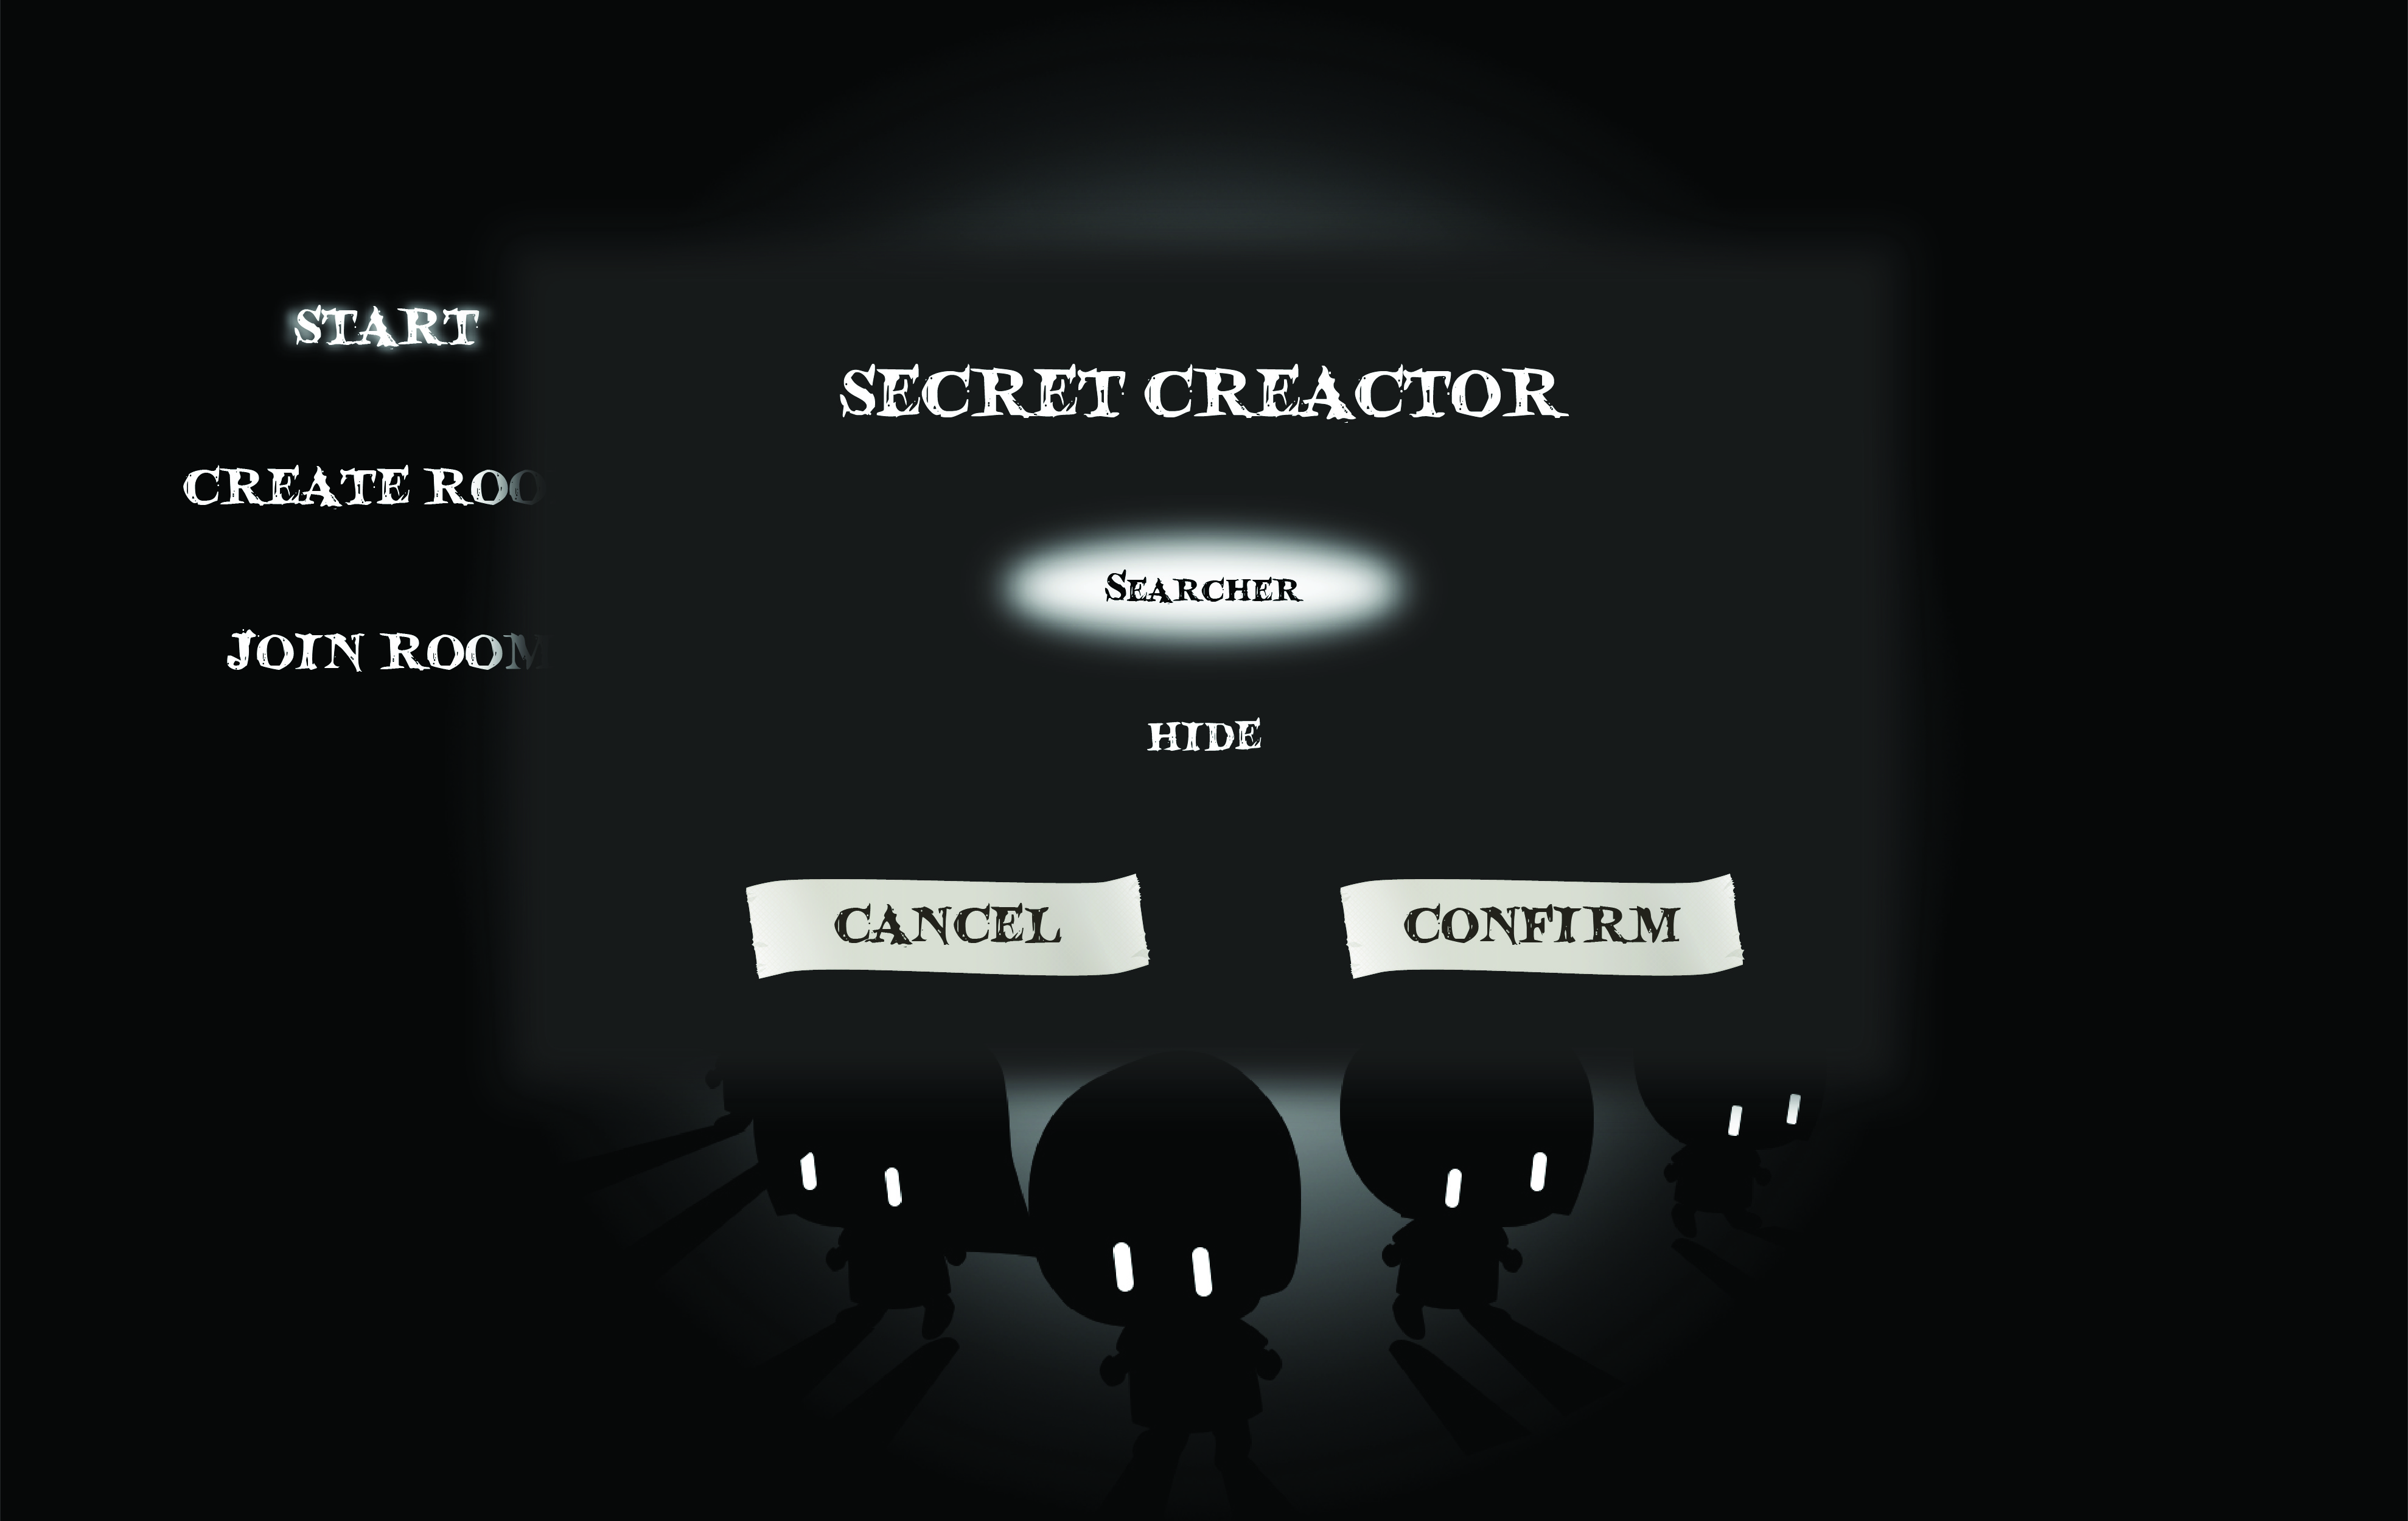 START
CREATE ROO
JOIN ROOM
SECRET CREACTOR
SEARCHER
HIDE
CANCEL
CONFIRM